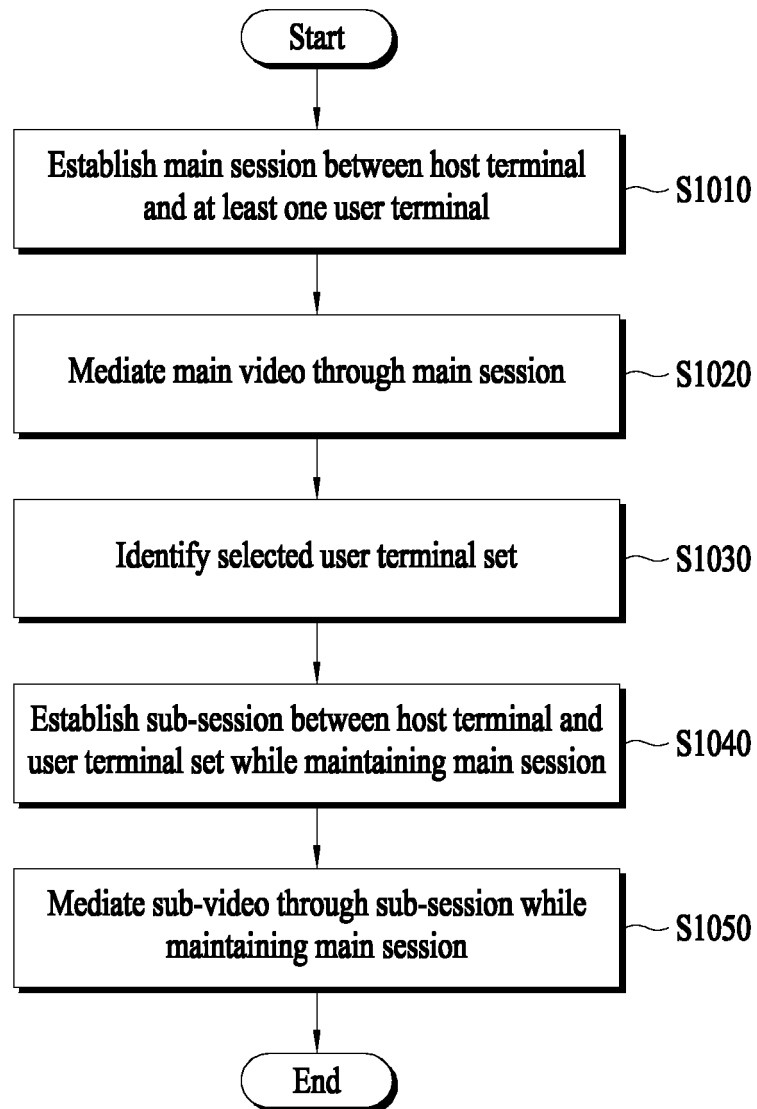 Start
Establish main session between host terminal
and at least one user terminal
S1010
Mediate main video through main session
S1020
Identify selected user terminal set
S1030
Establish sub-session between host terminal and
user terminal set while maintaining main session
S1040
Mediate sub-video through sub-session while
maintaining main session
S1050
End